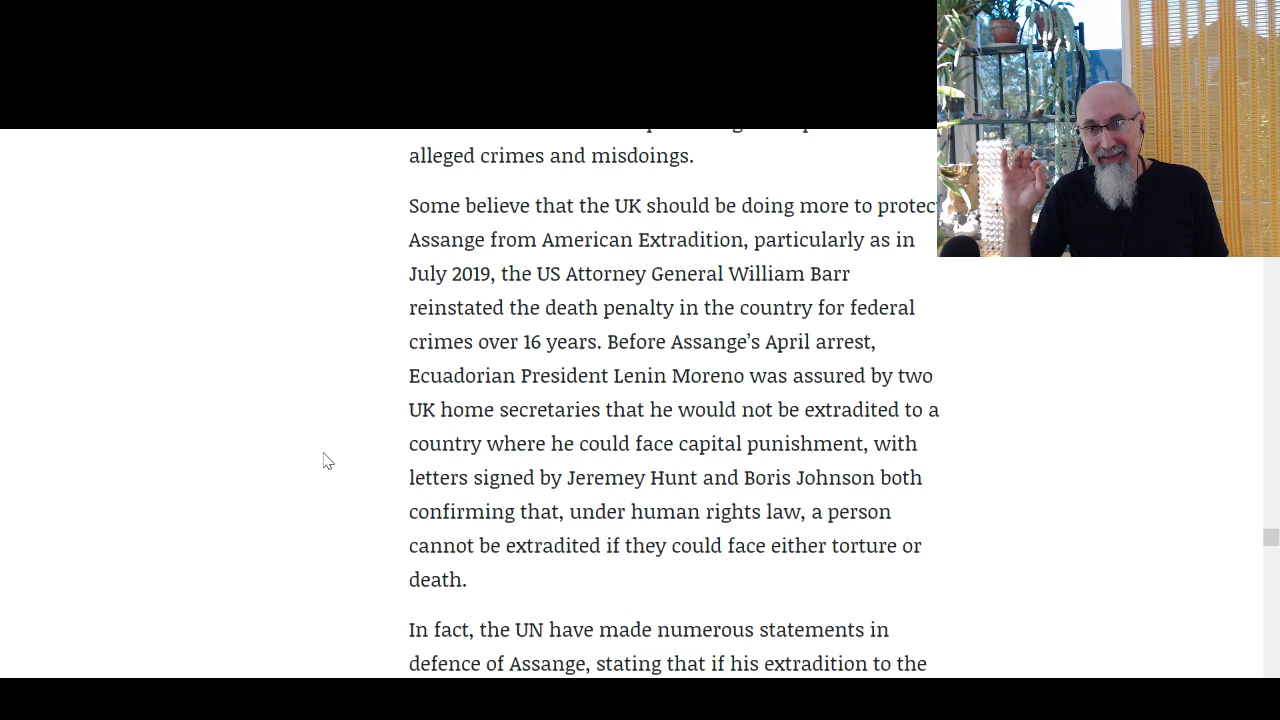 alleged crimes and misdoings.
Some believe that the UK should be doing more to protec
Assange from American Extradition, particularly as in
July 2019, the US Attorney General William Barr
reinstated the death penalty in the country for federal
crimes over 16 years. Before Assange’s April arrest,
Ecuadorian President Lenin Moreno was assured by two
UK home secretaries that he would not be extradited to a
country where he could face capital punishment, with
letters signed by Jeremey Hunt and Boris Johnson both
confirming that, under human rights law, a person
cannot be extradited if they could face either torture or
death.
In fact, the UN have made numerous statements in
defence of Assange, stating that if his extradition to the